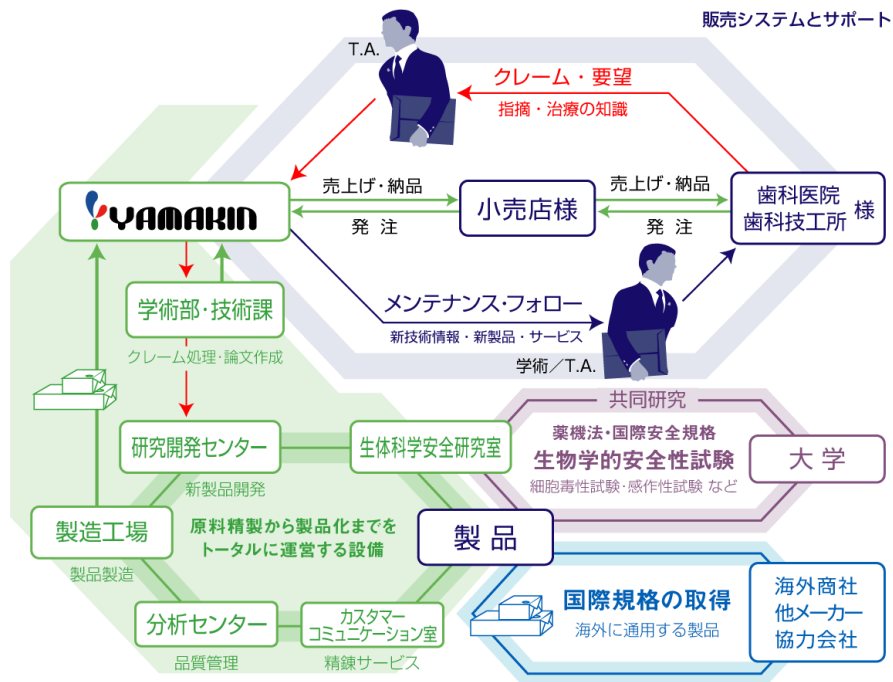 販売システムとサポート
T.A.
クレーム・要望
指摘・治療の知識
YAMAKIN
売上げ・納品
発 注
小売店様
売上げ・納品
発 注
歯科医院
歯科技工所 様
メンテナンス・フォロー
新技術情報・新製品・サービス
学術／T.A.
学術部・技術課
クレーム処理・論文作成
研究開発センター
新製品開発
生体科学安全研究室
共同研究
薬機法・国際安全規格
生物学的安全性試験
細胞毒性試験・感作性試験 など
大 学
製造工場
製品製造
原料精製から製品化までを
トータルに運営する設備
製 品
分析センター
品質管理
カスタマー
コミュニケーション室
精錬サービス
国際規格の取得
海外に通用する製品
海外商社
他メーカー
協力会社